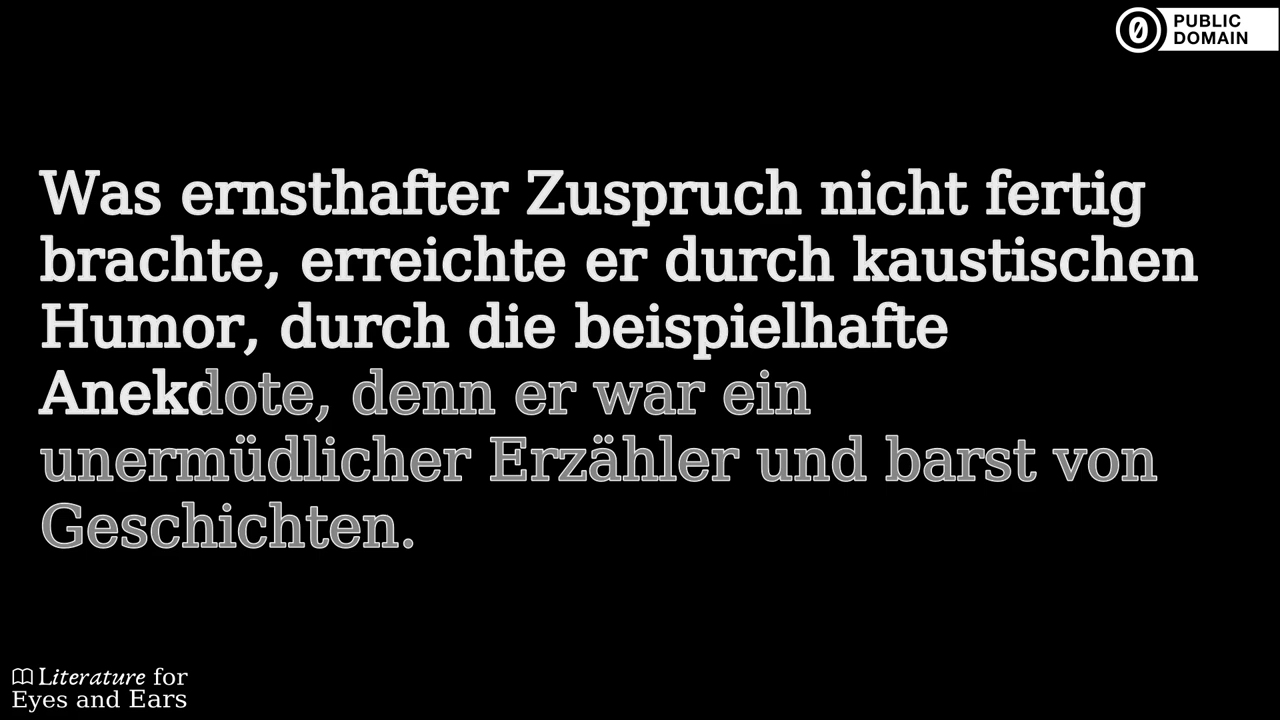 PUBLIC
DOMAIN
Was ernsthafter Zuspruch nicht fertig
brachte, erreichte er durch kaustischen
Humor, durch die beispielhafte
Anekdote, denn er war ein
unermüdlicher Erzähler und barst von
Geschichten.
Literature for
Eyes and Ears